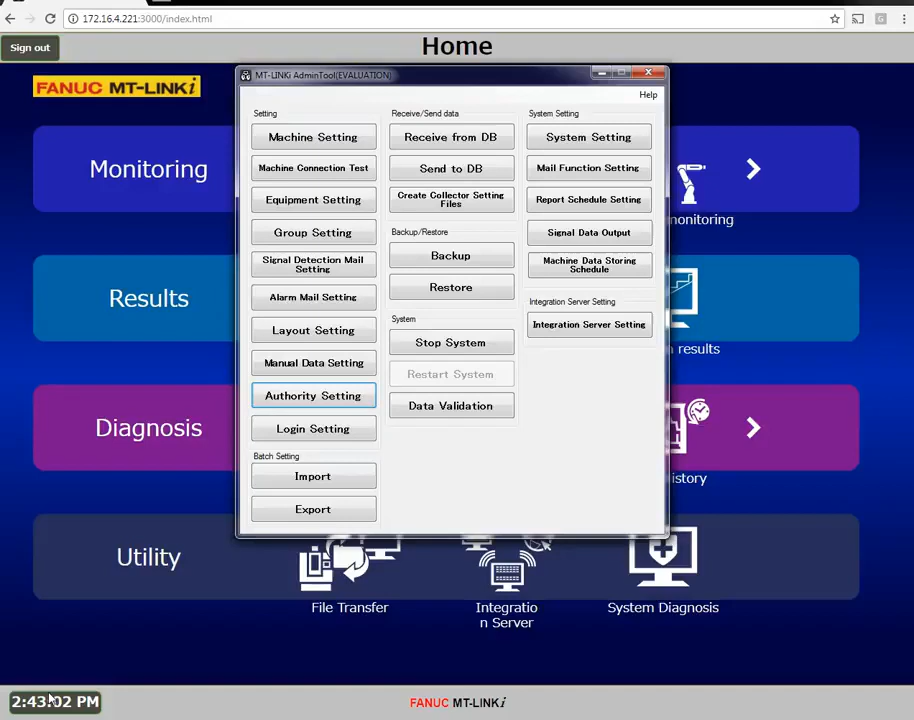 172.16.4.221:3000/index.html
Sign out
Home
FANUC MT-LINKi
MT-LINKi AdminTool(EVALUATION)
Help
Setting
Machine Setting
Machine Connection Test
Equipment Setting
Group Setting
Signal Detection Mail
Setting
Alarm Mail Setting
Layout Setting
Manual Data Setting
Authority Setting
Login Setting
Batch Setting
Import
Export
Receive/Send data
Receive from DB
Send to DB
Create Collector Setting
Files
Backup/Restore
Backup
Restore
System
Stop System
Restart System
Data Validation
System Setting
System Setting
Mail Function Setting
Report Schedule Setting
Signal Data Output
Machine Data Storing
Schedule
Integration Server Setting
Integration Server Setting
Monitoring
monitoring
Results
results
Diagnosis
istory
Utility
File Transfer
Integratio
n Server
System Diagnosis
2:43:02 PM
FANUC MT-LINKi